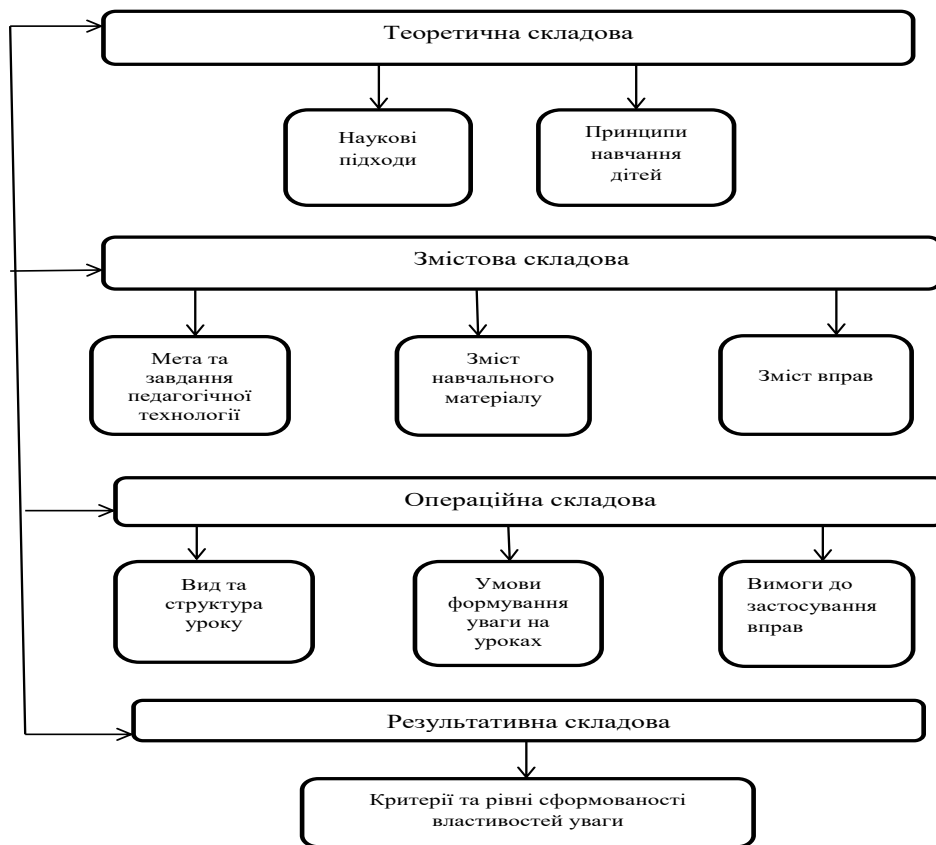 Теоретична складова
Наукові
підходи
Принципи
навчання
дітей
Змістова складова
Мета та
завдання
педагогічної
технології
Зміст
навчального
матеріалу
Зміст вправ
Операційна складова
Вид та
структура
уроку
Умови
формування
уваги на
уроках
Вимоги до
застосування
вправ
Результативна складова
Критерії та рівні сформованості
властивостей уваги